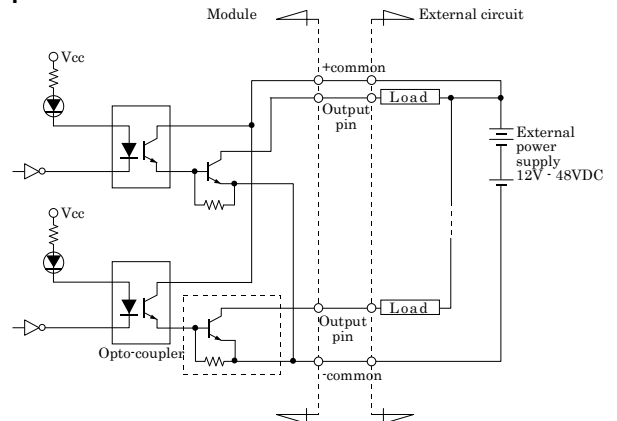 Module
External circuit
Vcc
+common
Load
Output
pin
External
power
supply
12V - 48VDC
Vcc
Load
Output
pin
Opto-coupler
-common